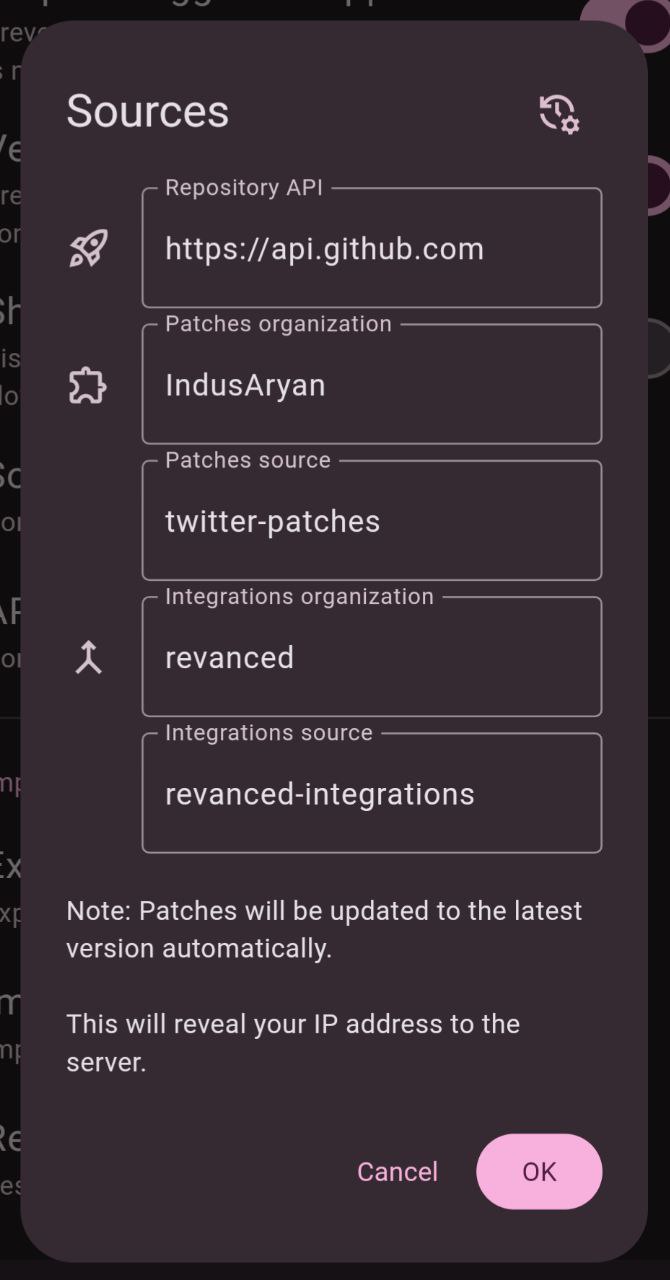 Sources
Repository API
https://api.github.com
Patches organization
IndusAryan
Patches source
twitter-patches
Integrations organization
revanced
Integrations source
revanced-integrations
Note: Patches will be updated to the latest
version automatically.
This will reveal your IP address to the
server.
Cancel
OK